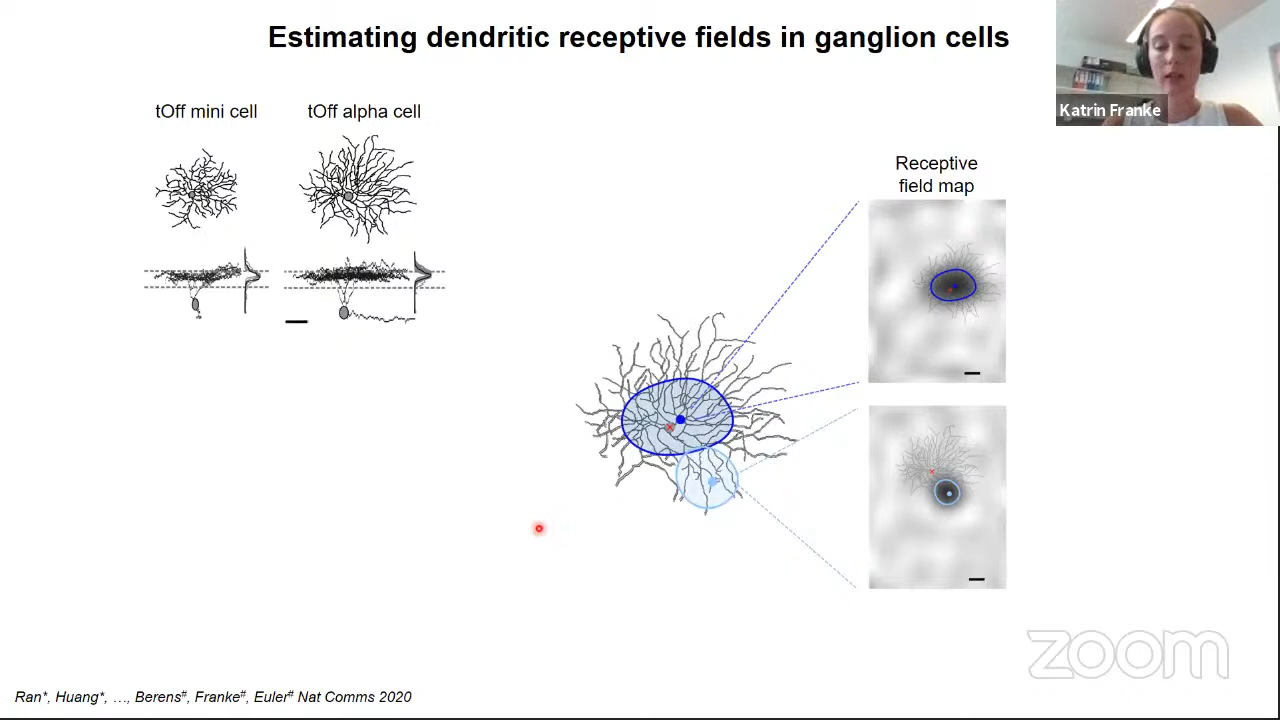 Estimating dendritic receptive fields in ganglion cells
Katrin Franke
tOff mini cell
tOff alpha cell
Receptive
field map
zoom
Ran*, Huang*, …, Berens#, Franke#, Euler# Nat Comms 2020